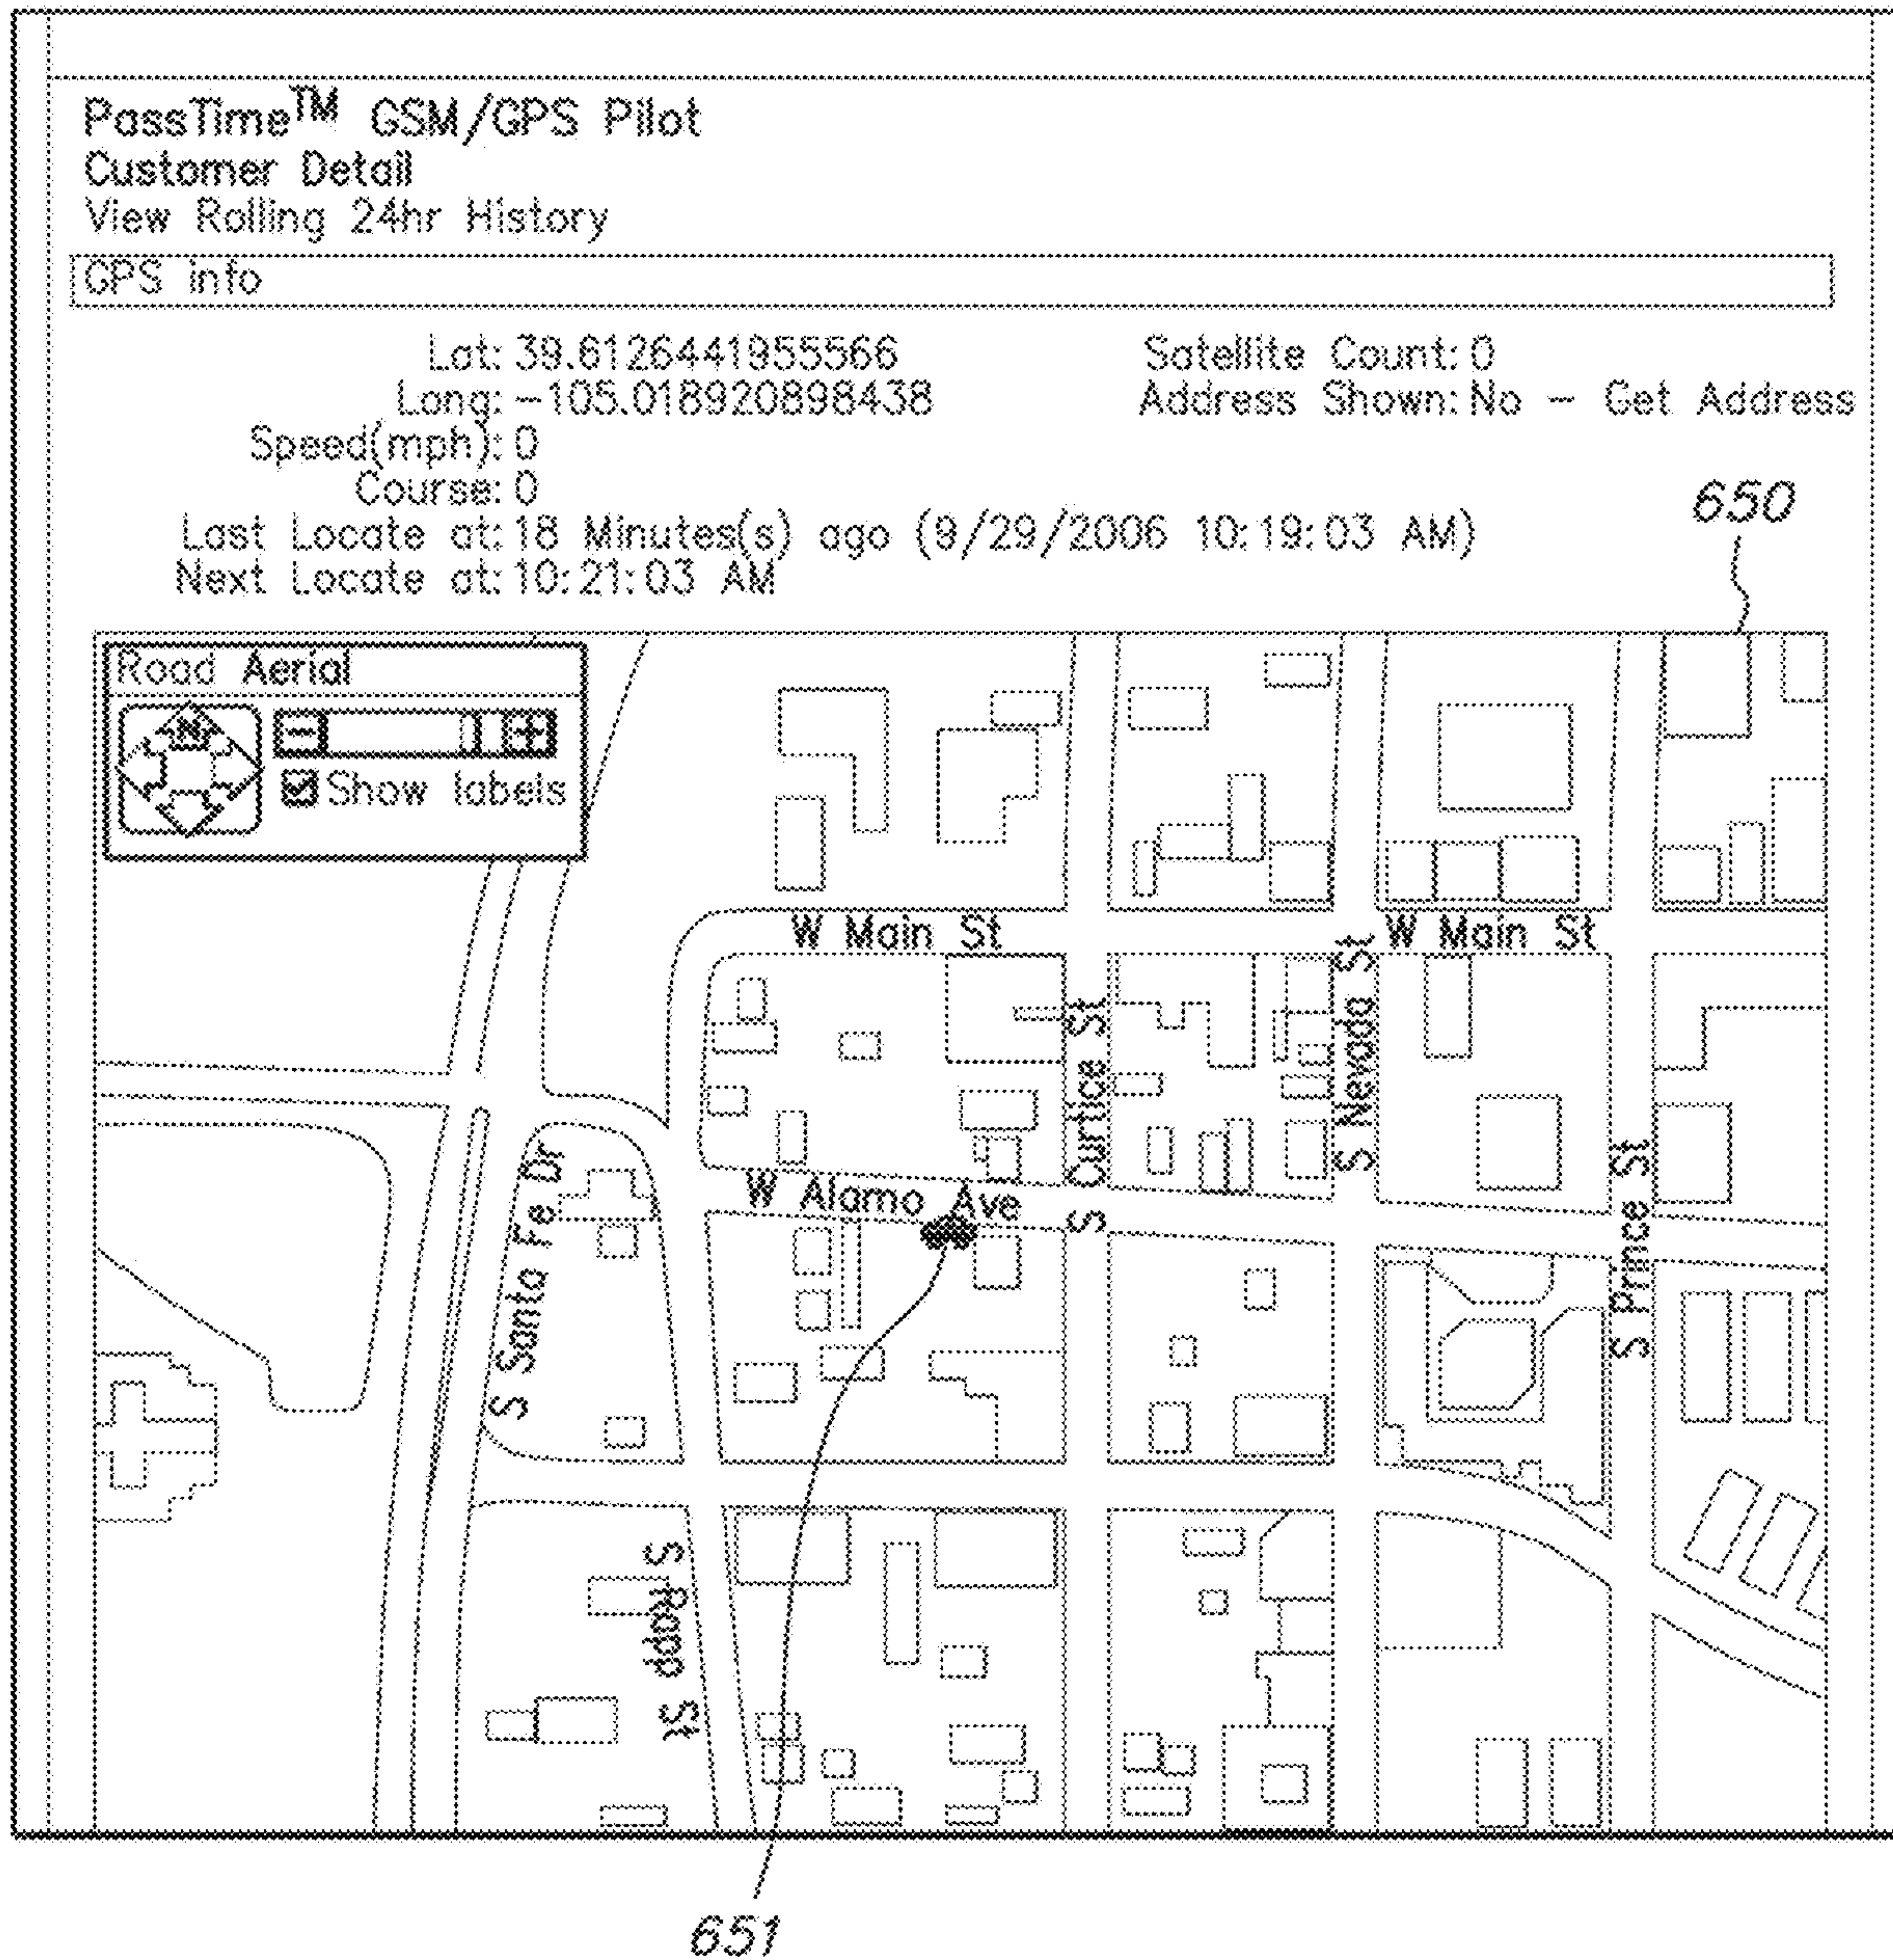 PassTime™ GSM/GPS Pilot
Customer Detail
View Rolling 24hr History
GPS info
Lat: 39.6126441955566
Satellite Count: 0
Long: -105.018920898438
Address Shown: No - Get Address
Speed(mph): 0
Course: 0
Last Locate at: 18 Minutes(s) ago (9/29/2006 10:19:03 AM)
Next Locate at: 10:21:03 AM
650
Road Aerial
N
- +
Show labels
W Main St
W Main St
S Nevada St
S Curtice St
S Prince St
W Alamo Ave
S Santa Fe Dr
S Rapp St
651